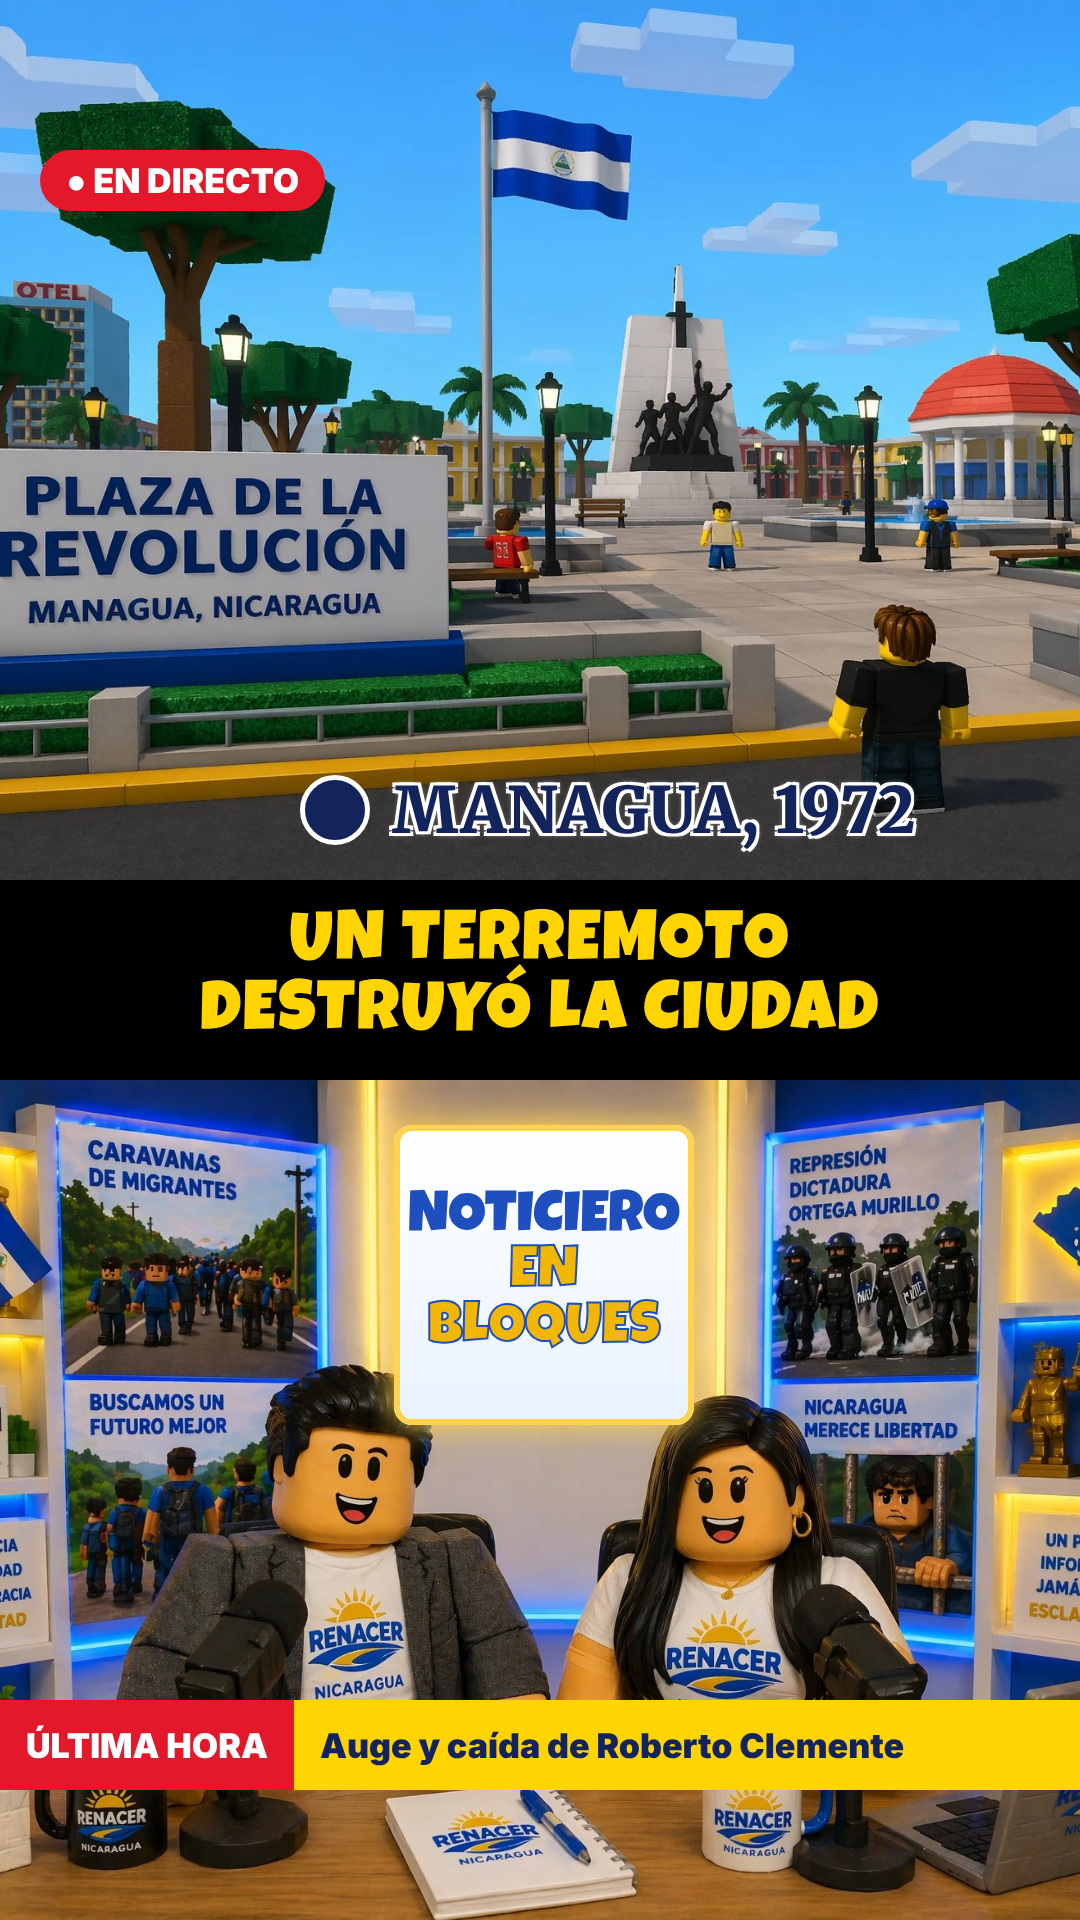 ● EN DIRECTO
OTEL
PLAZA DE LA
REVOLUCIÓN
MANAGUA, NICARAGUA
MANAGUA, 1972
UN TERREMOTO
DESTRUYÓ LA CIUDAD
CARAVANAS
DE MIGRANTES
NOTICIERO
EN
BLOQUES
REPRESIÓN
DICTADURA
ORTEGA MURILLO
BUSCAMOS UN
FUTURO MEJOR
NICARAGUA
MERECE LIBERTAD
RENACER
NICARAGUA
RENACER
ÚLTIMA HORA
Auge y caída de Roberto Clemente
RENACER
NICARAGUA
RENACER
NICARAGUA
RENACER
NICARAGUA